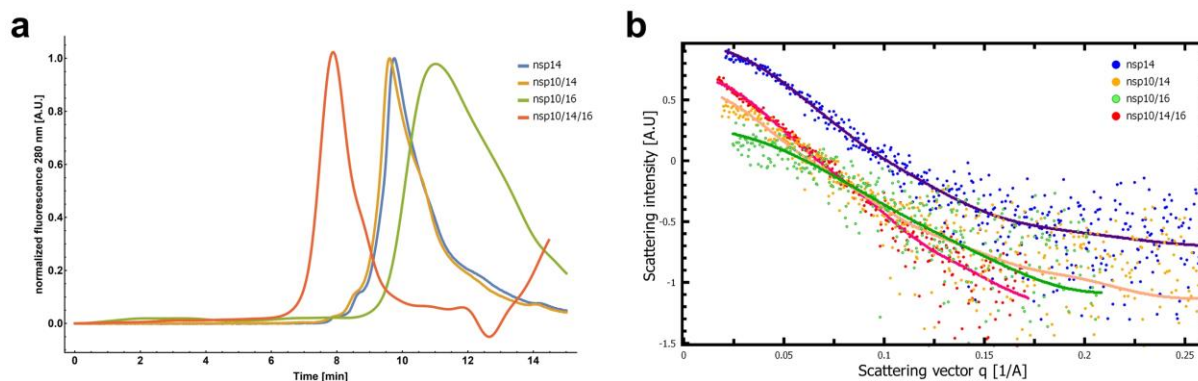 a
normalized fluorescence 280 nm [A.U.]
1.0
0.8
0.6
0.4
0.2
0.0
0
2
4
6
8
10
12
14
Time [min]
nsp14
nsp10/14
nsp10/16
nsp10/14/16
b
Scattering intensity [A.U]
0.5
0
-0.5
-1
-1.5
0
0.05
0.1
0.15
0.2
0.25
Scattering vector q [1/A]
nsp14
nsp10/14
nsp10/16
nsp10/14/16